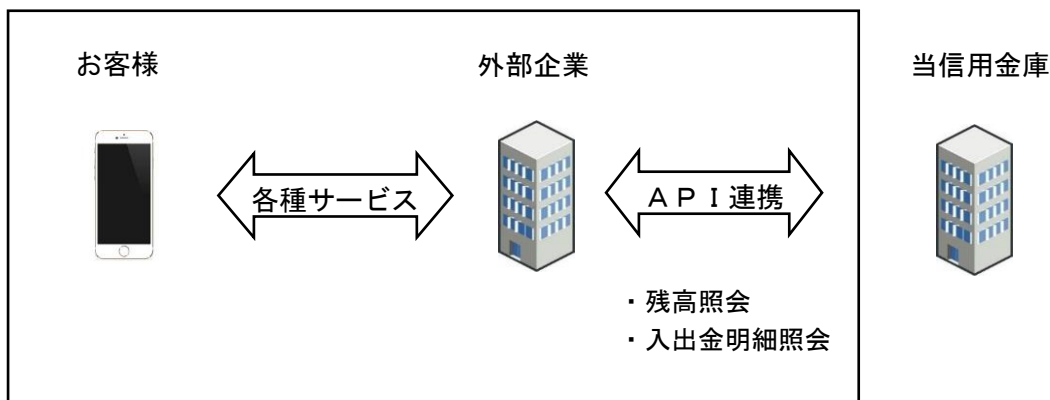 お客様
外部企業
当信用金庫
各種サービス
ＡＰＩ連携
・残高照会
・入出金明細照会